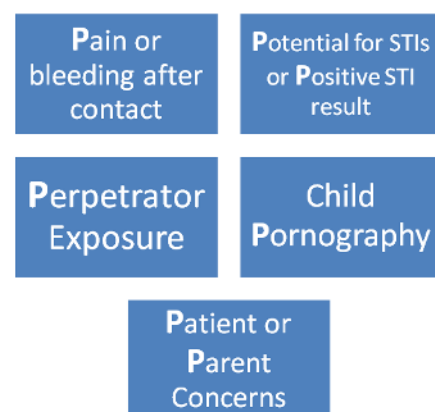 Pain or
bleeding after
contact
Potential for STIs
or Positive STI
result
Perpetrator
Exposure
Child
Pornography
Patient or
Parent
Concerns